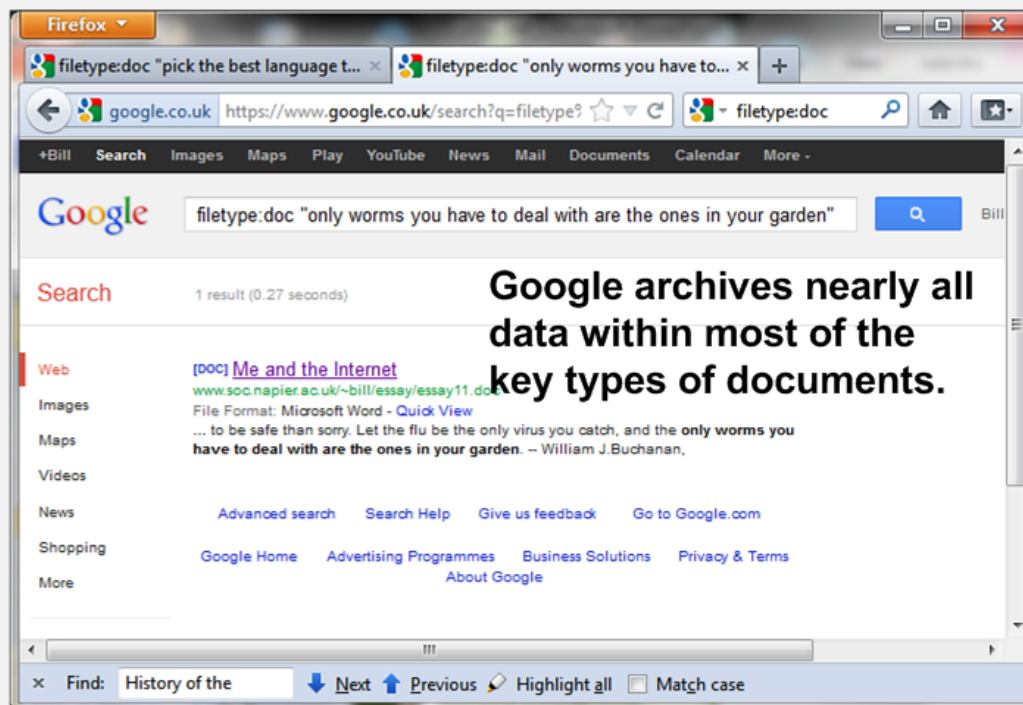 Firefox
filetype:doc "pick the best language t... ×
filetype:doc "only worms you have to... ×
+
google.co.uk https://www.google.co.uk/search?q=filetype%
filetype:doc
+Bill Search Images Maps Play YouTube News Mail Documents Calendar More -
Google
filetype:doc "only worms you have to deal with are the ones in your garden"
Bill
Search
1 result (0.27 seconds)
Google archives nearly all
data within most of the
key types of documents.
Web
Images
Maps
Videos
News
Shopping
More
[DOC] Me and the Internet
www.soc.napier.ac.uk/~bill/essay/essay11.doc
File Format: Microsoft Word - Quick View
... to be safe than sorry. Let the flu be the only virus you catch, and the only worms you
have to deal with are the ones in your garden. -- William J.Buchanan,
Advanced search Search Help Give us feedback Go to Google.com
Google Home Advertising Programmes Business Solutions Privacy & Terms
About Google
× Find: History of the Next Previous Highlight all Match case